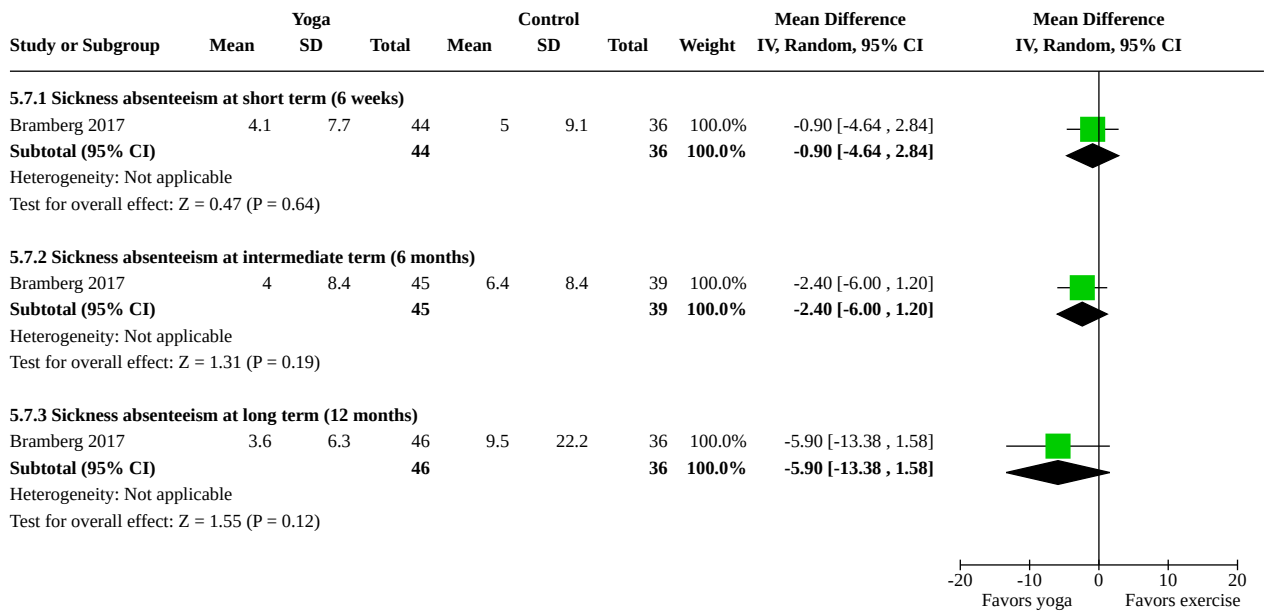 Yoga Control Mean Difference Mean Difference
Study or Subgroup Mean SD Total Mean SD Total Weight IV, Random, 95% CI IV, Random, 95% CI
5.7.1 Sickness absenteeism at short term (6 weeks)
Bramberg 2017 4.1 7.7 44 5 9.1 36 100.0% -0.90 [-4.64 , 2.84]
Subtotal (95% CI) 44 36 100.0% -0.90 [-4.64 , 2.84]
Heterogeneity: Not applicable
Test for overall effect: Z = 0.47 (P = 0.64)
5.7.2 Sickness absenteeism at intermediate term (6 months)
Bramberg 2017 4 8.4 45 6.4 8.4 39 100.0% -2.40 [-6.00 , 1.20]
Subtotal (95% CI) 45 39 100.0% -2.40 [-6.00 , 1.20]
Heterogeneity: Not applicable
Test for overall effect: Z = 1.31 (P = 0.19)
5.7.3 Sickness absenteeism at long term (12 months)
Bramberg 2017 3.6 6.3 46 9.5 22.2 36 100.0% -5.90 [-13.38 , 1.58]
Subtotal (95% CI) 46 36 100.0% -5.90 [-13.38 , 1.58]
Heterogeneity: Not applicable
Test for overall effect: Z = 1.55 (P = 0.12)
-20 -10 0 10 20
Favors yoga Favors exercise